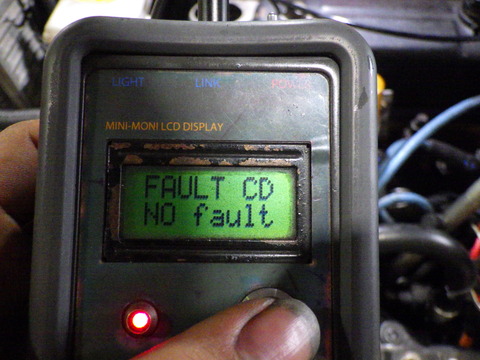 LIGHT LINK POWER
MINI-MONI LCD DISPLAY
FAULT CD
NO fault